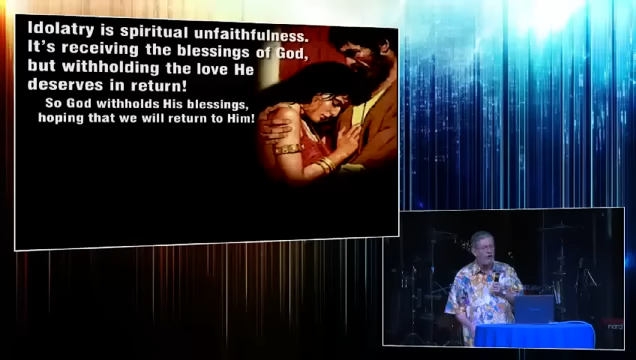 Idolatry is spiritual unfaithfulness.
It's receiving the blessings of God,
but withholding the love He
deserves in return!
So God withholds His blessings,
hoping that we will return to Him!
nord